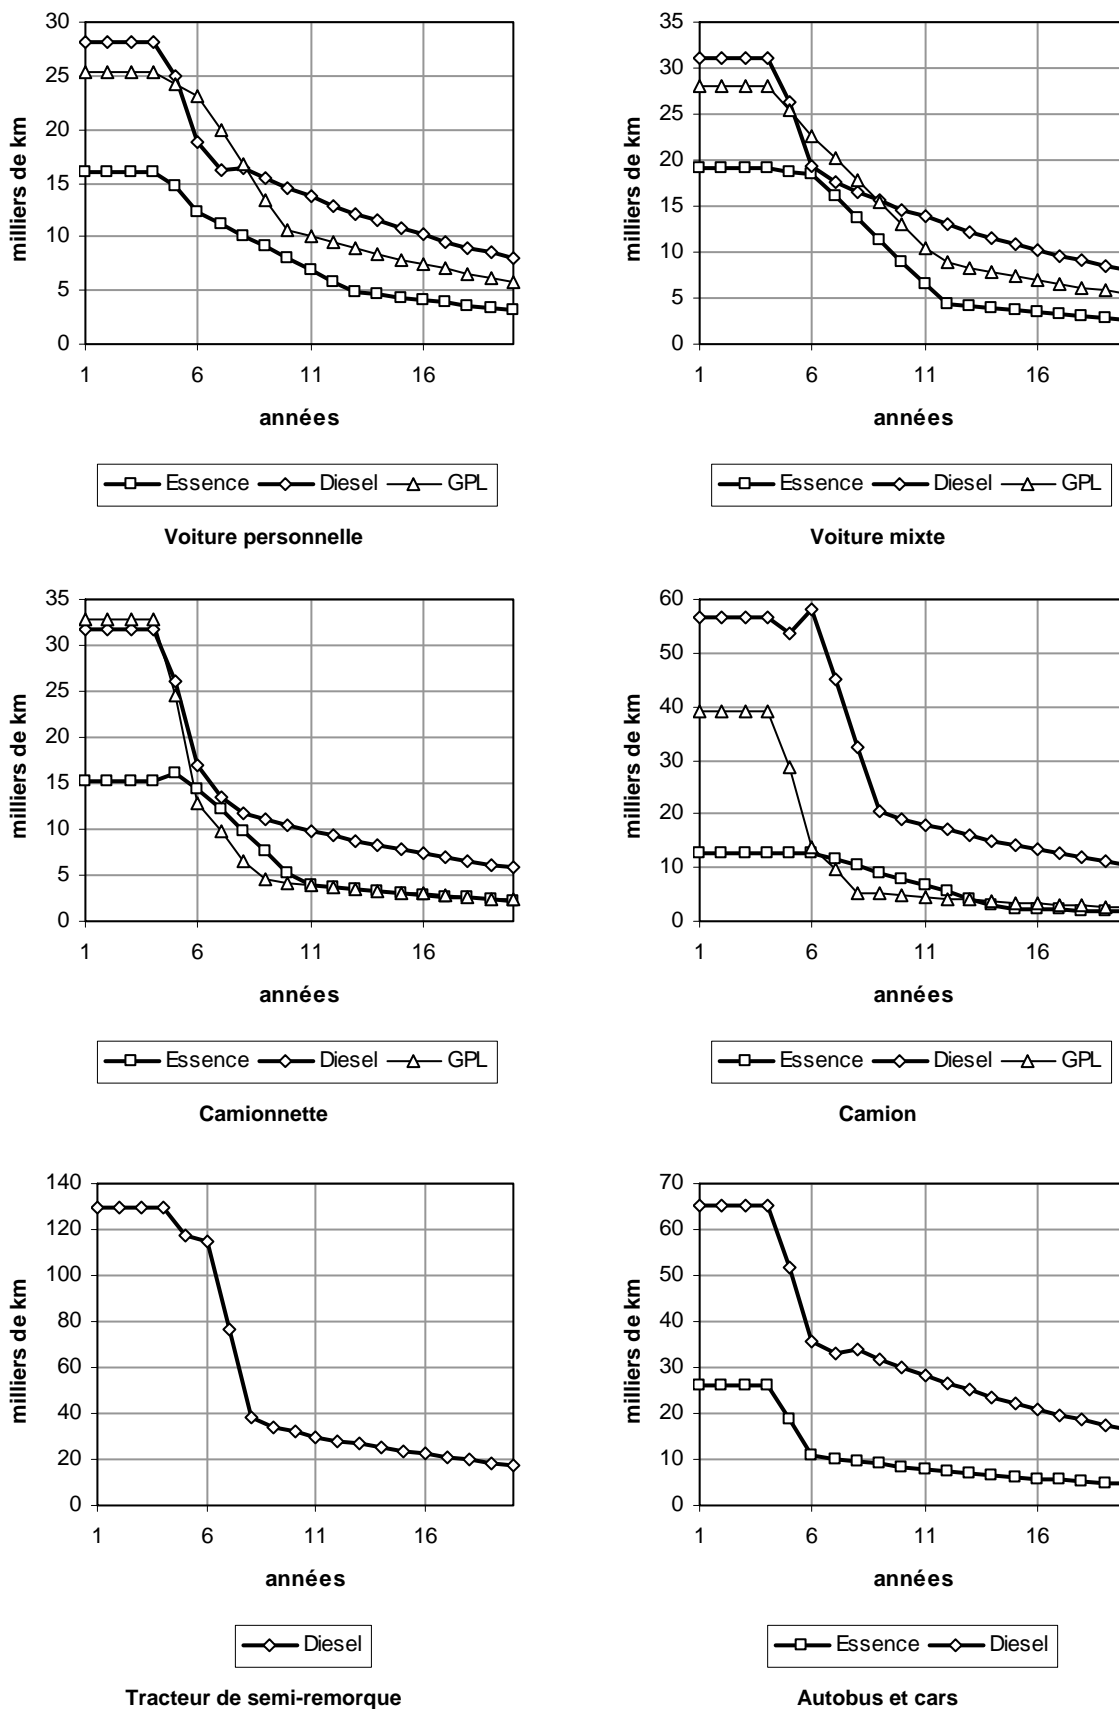 30
25
20
15
10
5
0
milliers de km
1 6 11 16
années
Essence Diesel GPL
Voiture personnelle
35
30
25
20
15
10
5
0
milliers de km
1 6 11 16
années
Essence Diesel GPL
Voiture mixte
35
30
25
20
15
10
5
0
milliers de km
1 6 11 16
années
Essence Diesel GPL
Camionnette
60
50
40
30
20
10
0
milliers de km
1 6 11 16
années
Essence Diesel GPL
Camion
140
120
100
80
60
40
20
0
milliers de km
1 6 11 16
années
Diesel
Tracteur de semi-remorque
70
60
50
40
30
20
10
0
milliers de km
1 6 11 16
années
Essence Diesel
Autobus et cars